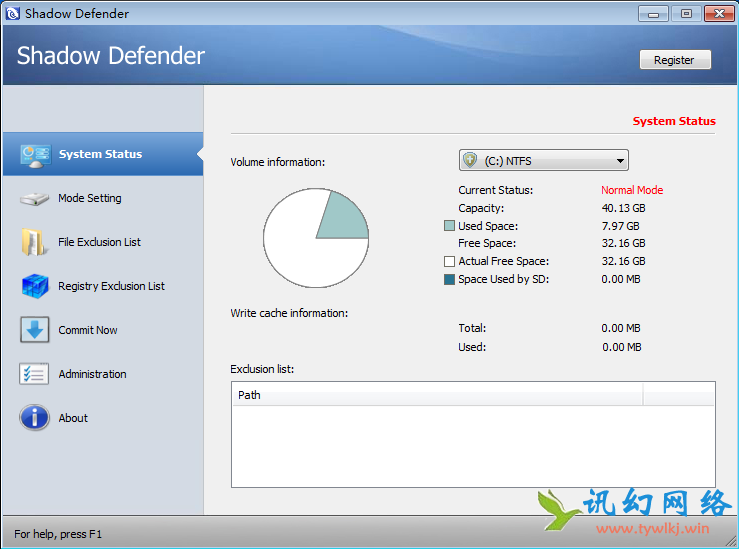 Shadow Defender
Shadow Defender
Register
System Status
Mode Setting
File Exclusion List
Registry Exclusion List
Commit Now
Administration
About
System Status
Volume information:
(C:) NTFS
Current Status: Normal Mode
Capacity: 40.13 GB
Used Space: 7.97 GB
Free Space: 32.16 GB
Actual Free Space: 32.16 GB
Space Used by SD: 0.00 MB
Write cache information:
Total: 0.00 MB
Used: 0.00 MB
Exclusion list:
Path
讯幻网络
www.tywlkj.win
For help, press F1